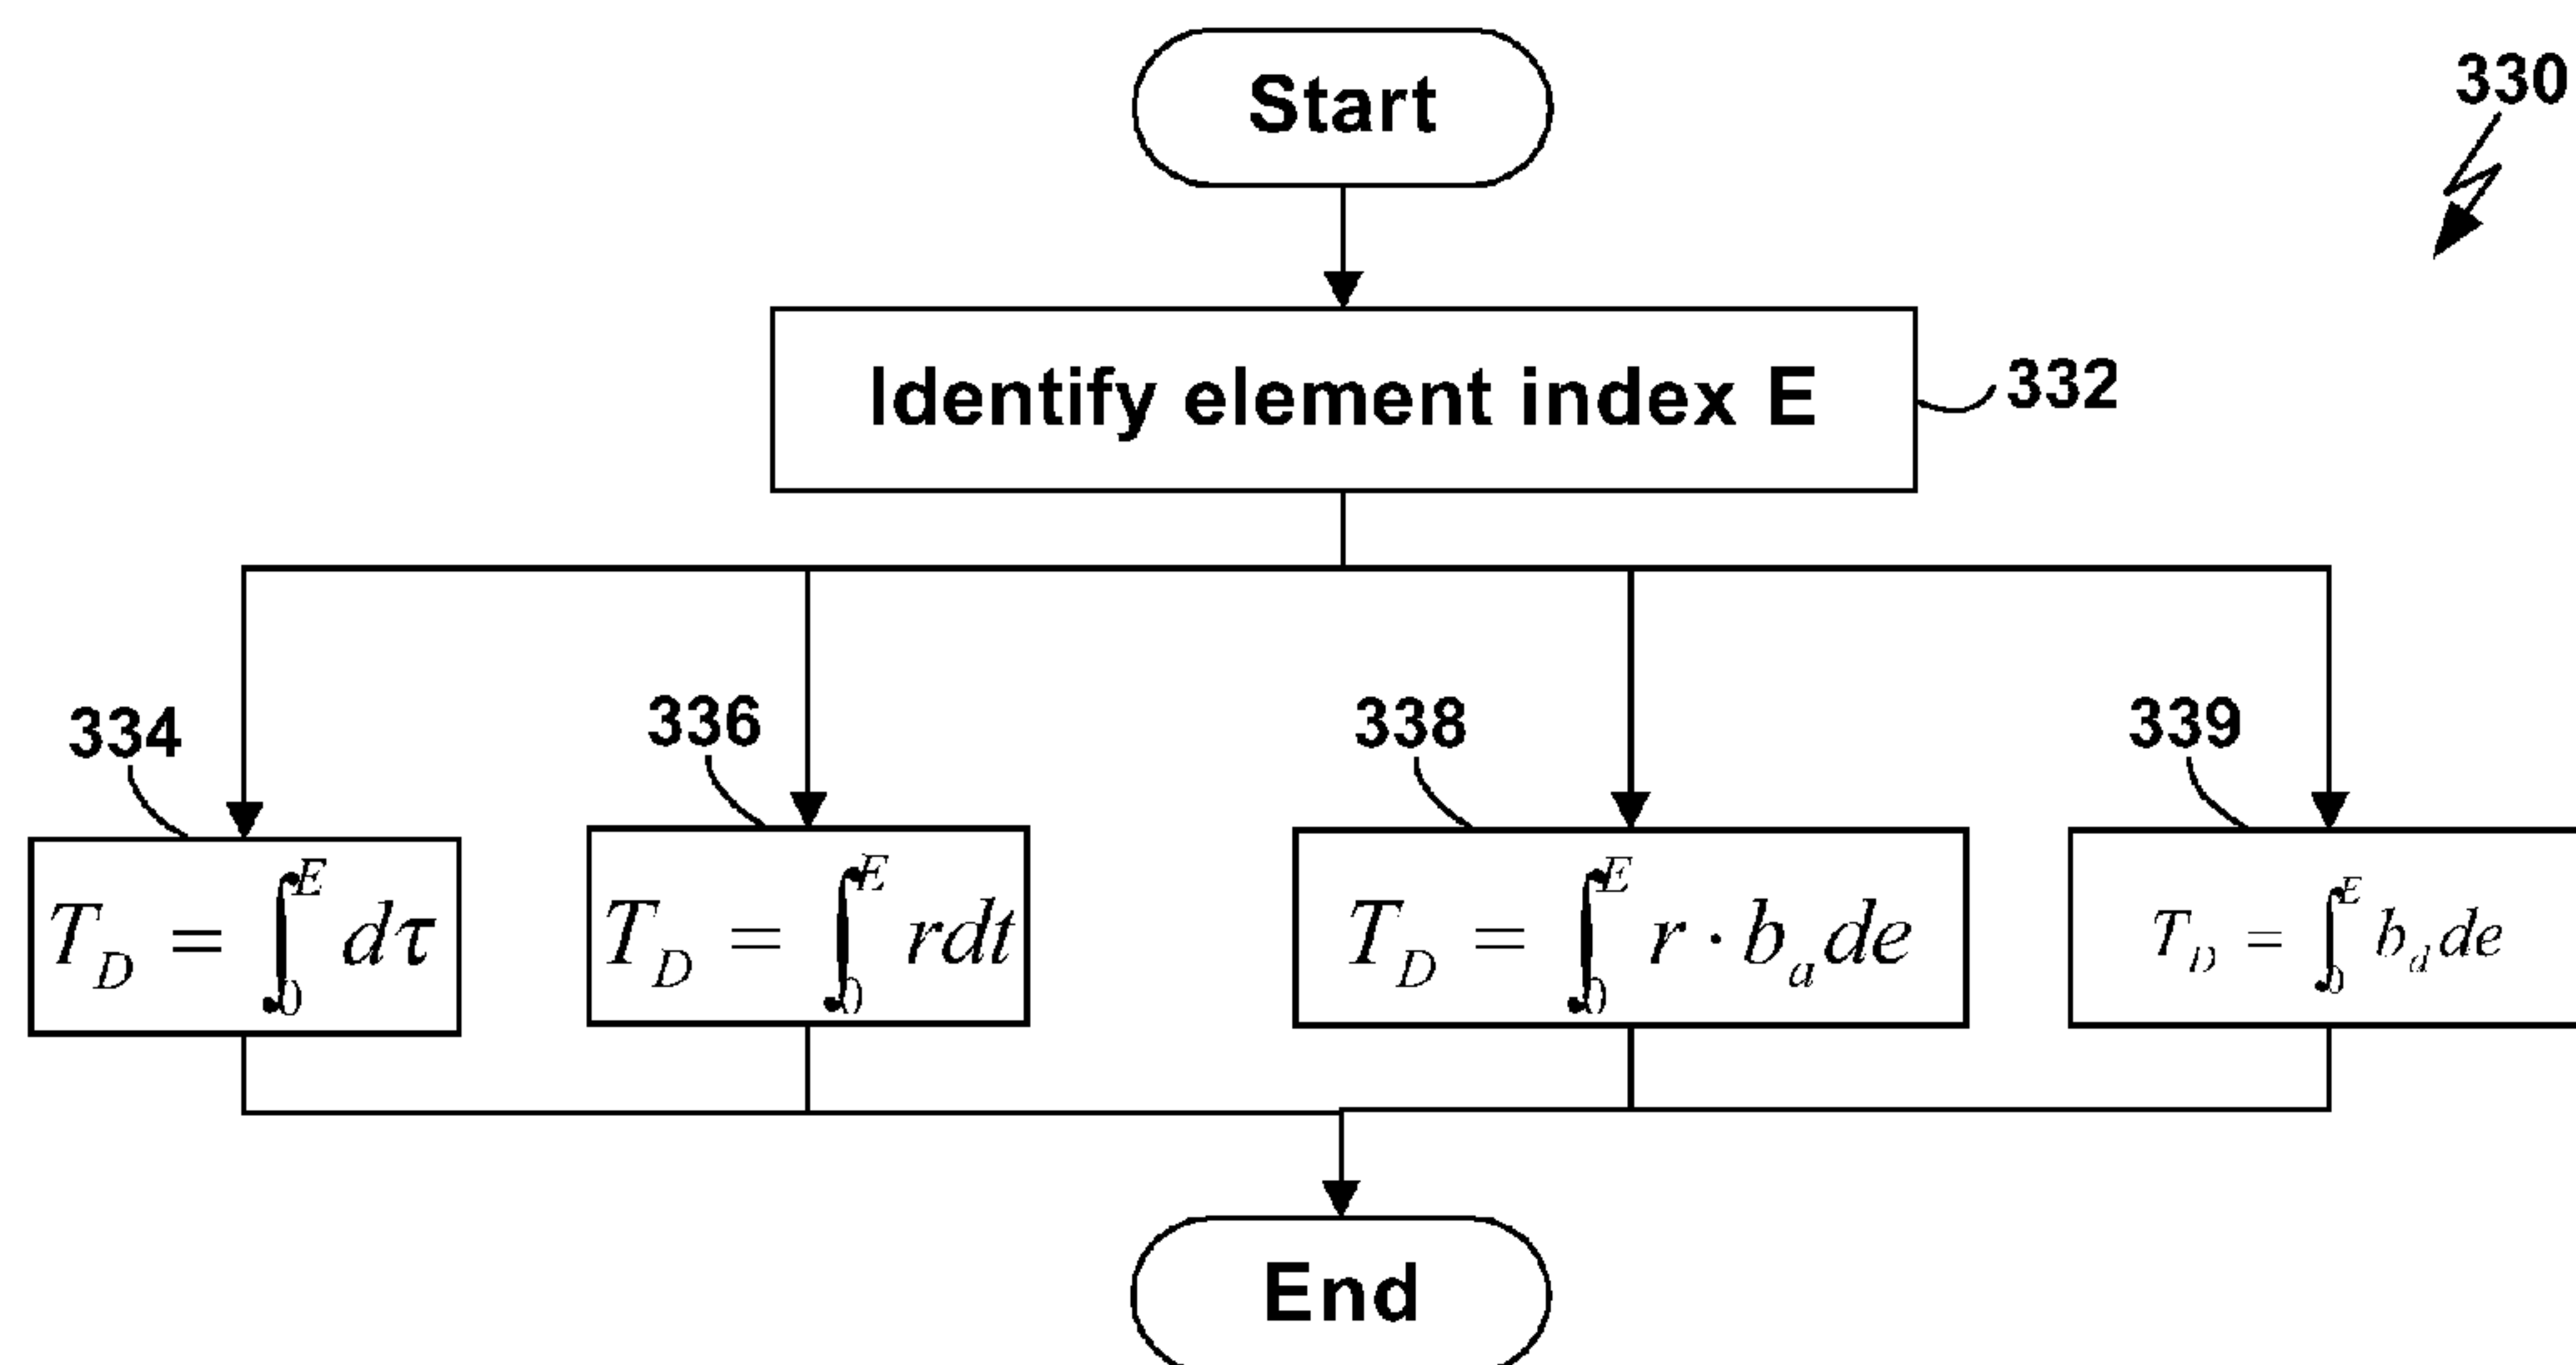 Start
330
Identify element index E
332
334
336
338
339
T_D = ∫_0^E dτ
T_D = ∫_0^E rdt
T_D = ∫_0^E r · b_a de
T_D = ∫_0^E b_d de
End